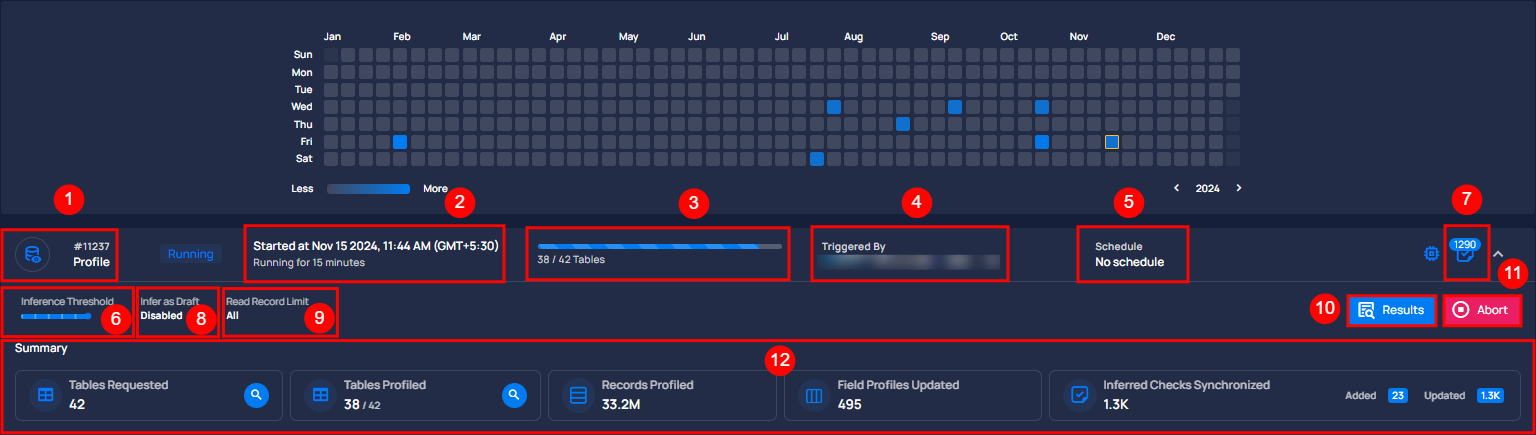 Jan Feb Mar Apr May Jun Jul Aug Sep Oct Nov Dec
Sun
Mon
Tue
Wed
Thu
Fri
Sat
Less More 2024
1 2 3 4 5 7
#11237
Profile
Running
Started at Nov 15 2024, 11:44 AM (GMT+5:30)
Running for 15 minutes
38 / 42 Tables
Triggered By
Schedule
No schedule
1290
11
Inference Threshold
6
Infer as Draft
Disabled
8
Read Record Limit
All
9
10
Results
Abort
Summary
12
Tables Requested
42
Tables Profiled
38 / 42
Records Profiled
33.2M
Field Profiles Updated
495
Inferred Checks Synchronized
1.3K
Added 23 Updated 1.3K